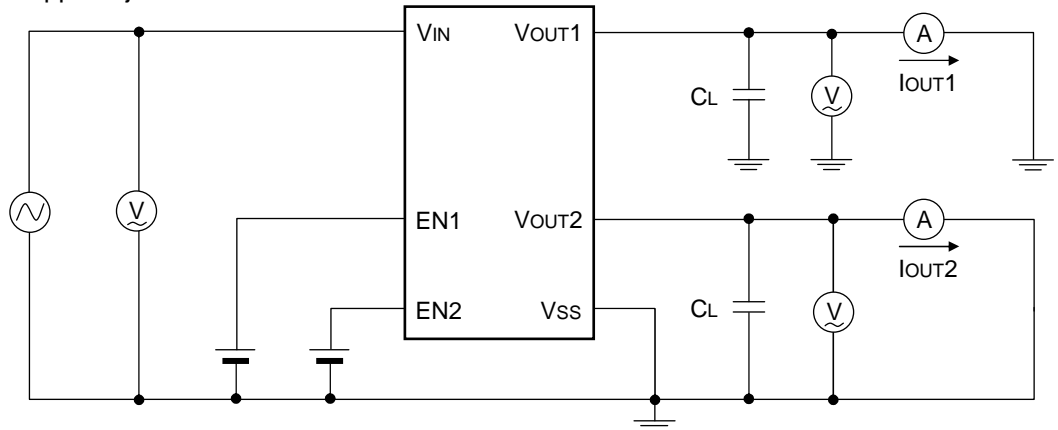 VIN VOUT1
A
IOUT1
CL
V
V
EN1 VOUT2
A
IOUT2
EN2 VSS
CL
V